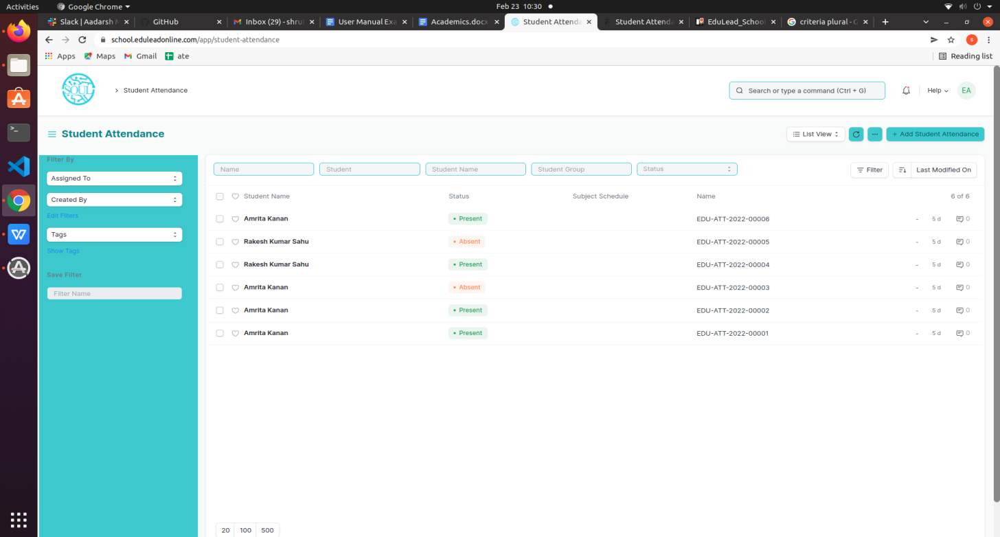 Activities Google Chrome Feb 23 10:30
Slack | Aadarsh M GitHub Inbox (29) - shru User Manual Exa Academics.docx Student Attenda Student Attenda EduLead_School criteria plural - G
school.eduleadonline.com/app/student-attendance S
Apps Maps Gmail ate Reading list
SOUL Student Attendance Search or type a command (Ctrl + G) Help EA
Student Attendance List View ... + Add Student Attendance
Filter By
Assigned To
Created By
Edit Filters
Tags
Show Tags
Save Filter
Filter Name
Name Student Student Name Student Group Status Filter Last Modified On
Student Name Status Subject Schedule Name 6 of 6
Amrita Kanan Present EDU-ATT-2022-00006 - 5 d 0
Rakesh Kumar Sahu Absent EDU-ATT-2022-00005 - 5 d 0
Rakesh Kumar Sahu Present EDU-ATT-2022-00004 - 5 d 0
Amrita Kanan Absent EDU-ATT-2022-00003 - 5 d 0
Amrita Kanan Present EDU-ATT-2022-00002 - 5 d 0
Amrita Kanan Present EDU-ATT-2022-00001 - 5 d 0
20 100 500